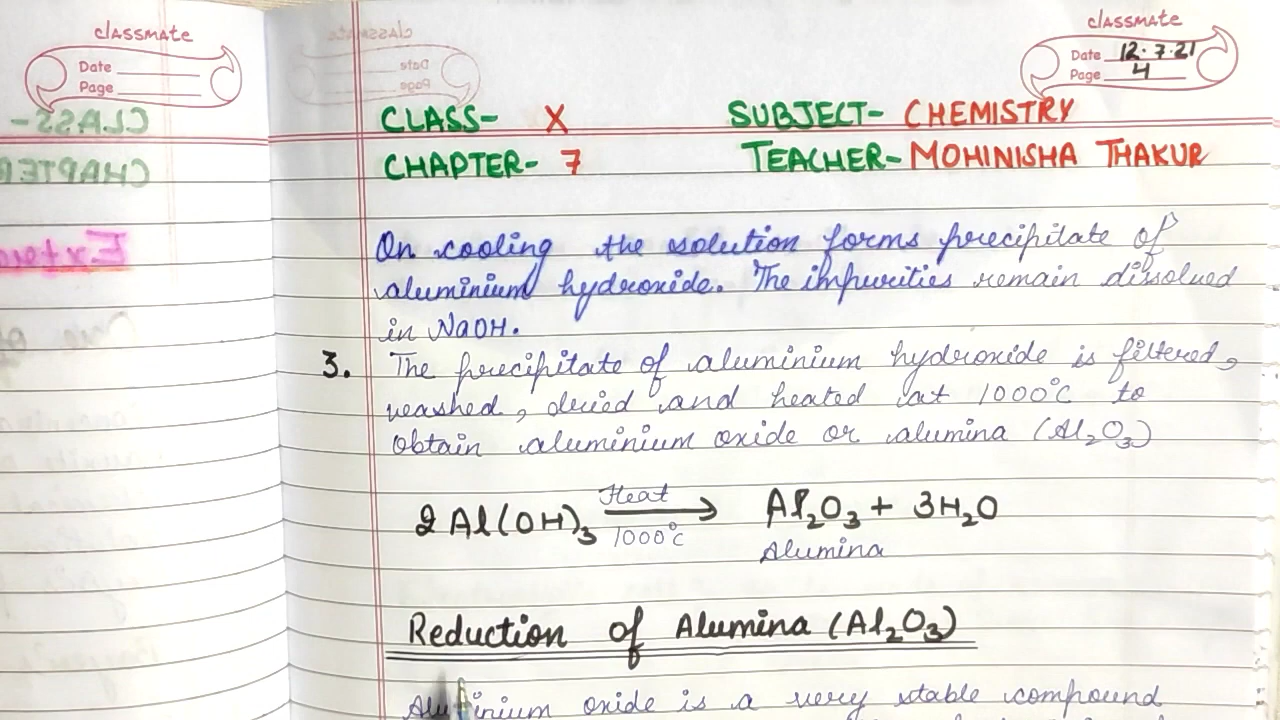 classmate
Date
Page
classmate
Date 12.7.21
Page 4
CLASS- X SUBJECT- CHEMISTRY
CHAPTER- 7 TEACHER- MOHINISHA THAKUR
On cooling the solution forms precipitate of
aluminium hydroxide. The impurities remain dissolved
in NaOH.
3. The precipitate of aluminium hydroxide is filtered,
washed, dried and heated at 1000°C to
obtain aluminium oxide or alumina (Al₂O₃)
2Al(OH)₃ Heat 1000°C → Al₂O₃ + 3H₂O
Alumina
Reduction of Alumina (Al₂O₃)
Aluminium oxide is a very stable compound